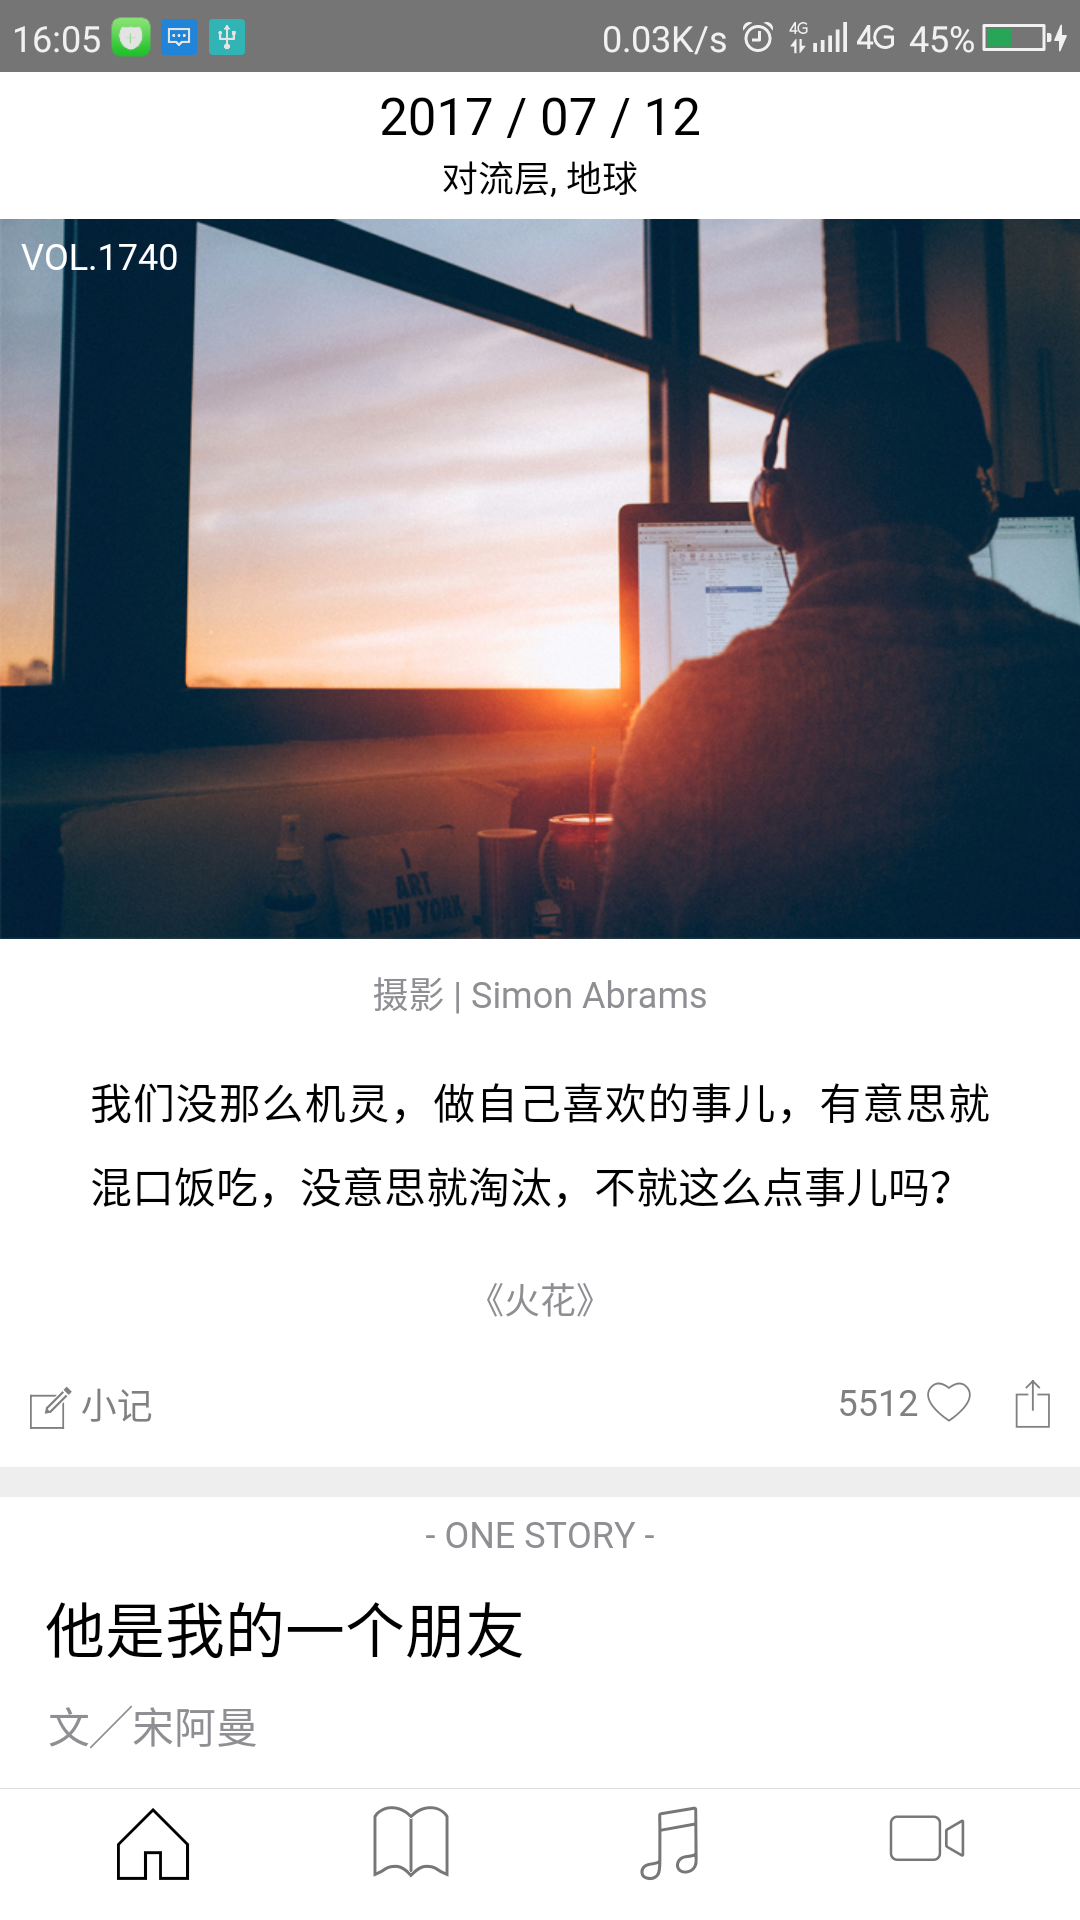 16:05 0.03K/s 4G 4G 45%
2017 / 07 / 12
对流层, 地球
VOL.1740
I
ART
NEW YORK
摄影 | Simon Abrams
我们没那么机灵，做自己喜欢的事儿，有意思就
混口饭吃，没意思就淘汰，不就这么点事儿吗？
《火花》
小记 5512
- ONE STORY -
他是我的一个朋友
文／宋阿曼